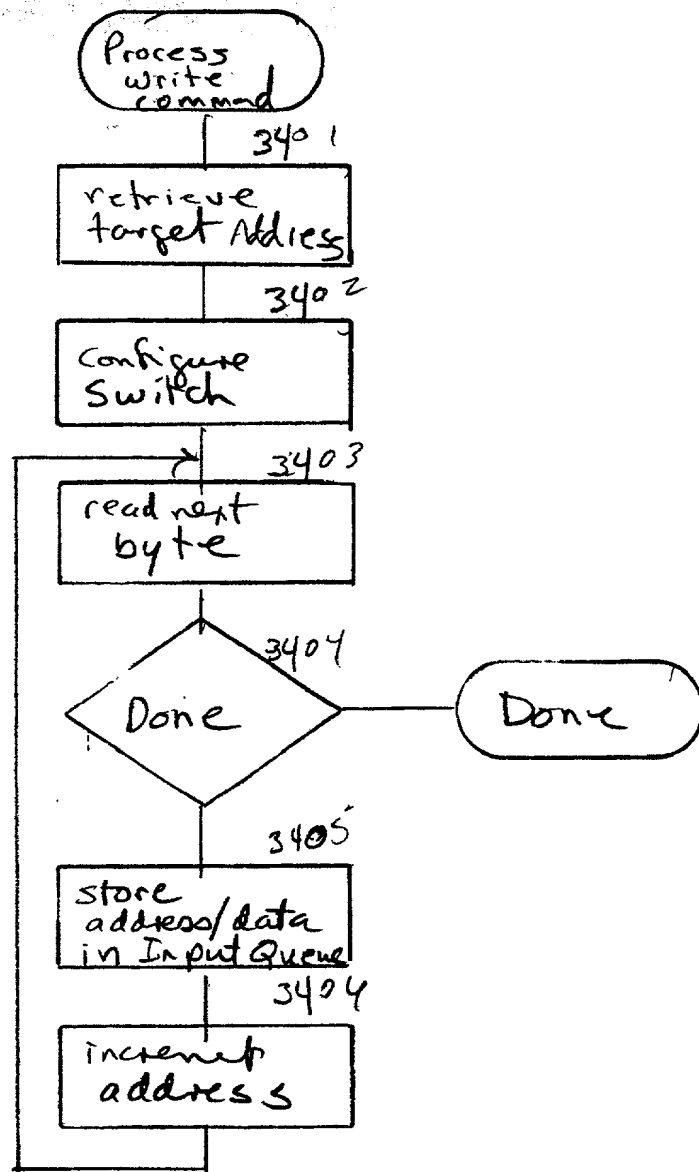 Process
write
command
3401
retrieve
target Address
3402
configure
Switch
3403
read next
byte
3404
Done
Done
3405
store
address/data
in Input Queue
3404
incremet
address